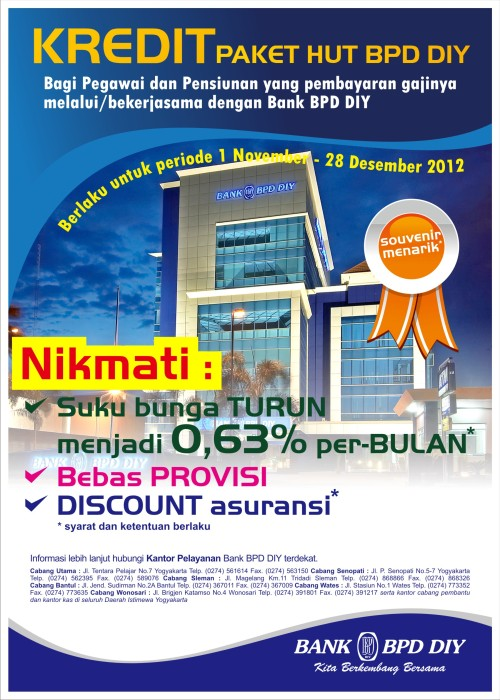 KREDIT PAKET HUT BPD DIY
Bagi Pegawai dan Pensiunan yang pembayaran gajinya
melalui/bekerjasama dengan Bank BPD DIY
Berlaku untuk periode 1 November - 28 Desember 2012
BANK BPD DIY
souvenir
menarik*
Nikmati :
Suku bunga TURUN
menjadi 0,63% per-BULAN*
BANK BPD DIY
Bebas PROVISI
DISCOUNT asuransi*
* syarat dan ketentuan berlaku
Informasi lebih lanjut hubungi Kantor Pelayanan Bank BPD DIY terdekat.
Cabang Utama : Jl. Tentara Pelajar No.7 Yogyakarta Telp. (0274) 561614 Fax. (0274) 563150 Cabang Senopati : Jl. P. Senopati No.5-7 Yogyakarta
Telp. (0274) 562395 Fax. (0274) 589076 Cabang Sleman : Jl. Magelang Km.11 Tridadi Sleman Telp. (0274) 868866 Fax. (0274) 868326
Cabang Bantul : Jl. Jend. Sudirman No.2A Bantul Telp. (0274) 367011 Fax. (0274) 367009 Cabang Wates : Jl. Stasiun No.1 Wates Telp. (0274) 773352
Fax. (0274) 773635 Cabang Wonosari : Jl. Brigjen Katamso No.4 Wonosari Telp. (0274) 391801 Fax. (0274) 391217 serta kantor cabang pembantu
dan kantor kas di seluruh Daerah Istimewa Yogyakarta
BANK BPD DIY
Kita Berkembang Bersama